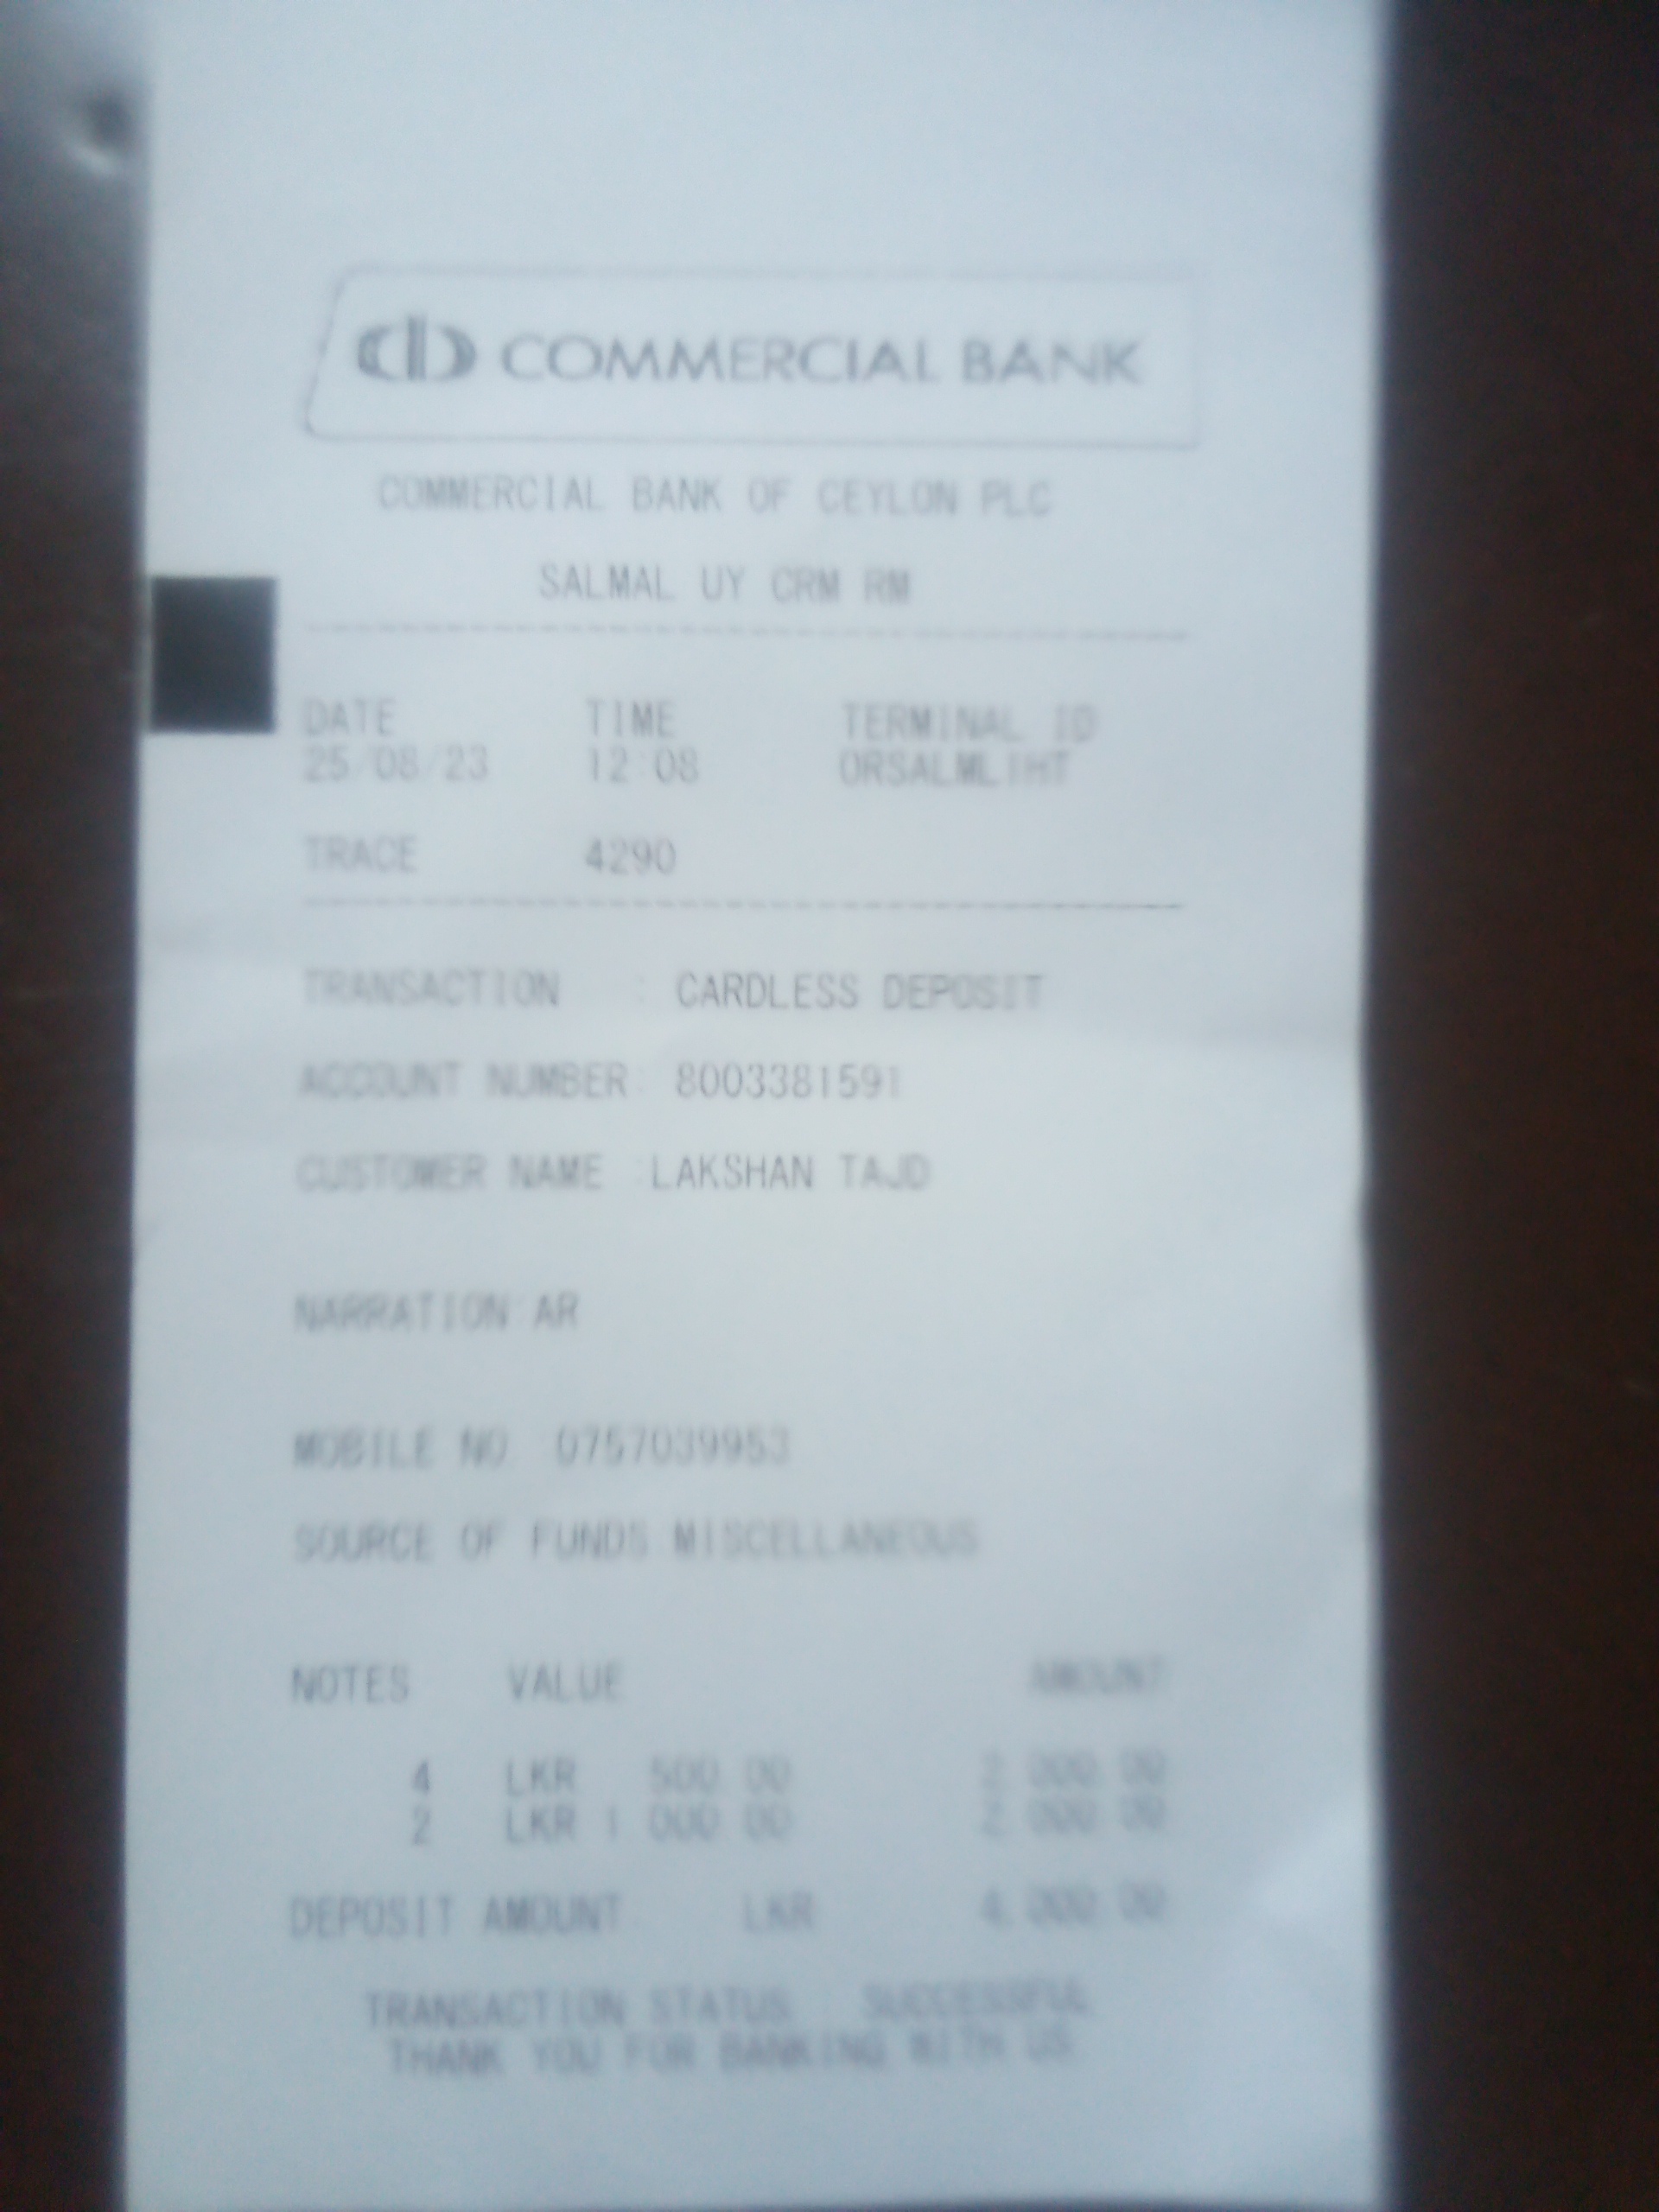 COMMERCIAL BANK
COMMERCIAL BANK OF CEYLON PLC
SALMAL UY CRM RM
DATE TIME TERMINAL ID
25/08/23 12:08 ORSALML1HT
TRACE 4290
TRANSACTION : CARDLESS DEPOSIT
ACCOUNT NUMBER: 8003381591
CUSTOMER NAME :LAKSHAN TAJD
NARRATION:AR
MOBILE NO: 0757039953
SOURCE OF FUNDS:MISCELLANEOUS
NOTES VALUE AMOUNT
4 LKR 500.00 2,000.00
2 LKR 1,000.00 2,000.00
DEPOSIT AMOUNT: LKR 4,000.00
TRANSACTION STATUS : SUCCESSFUL
THANK YOU FOR BANKING WITH US